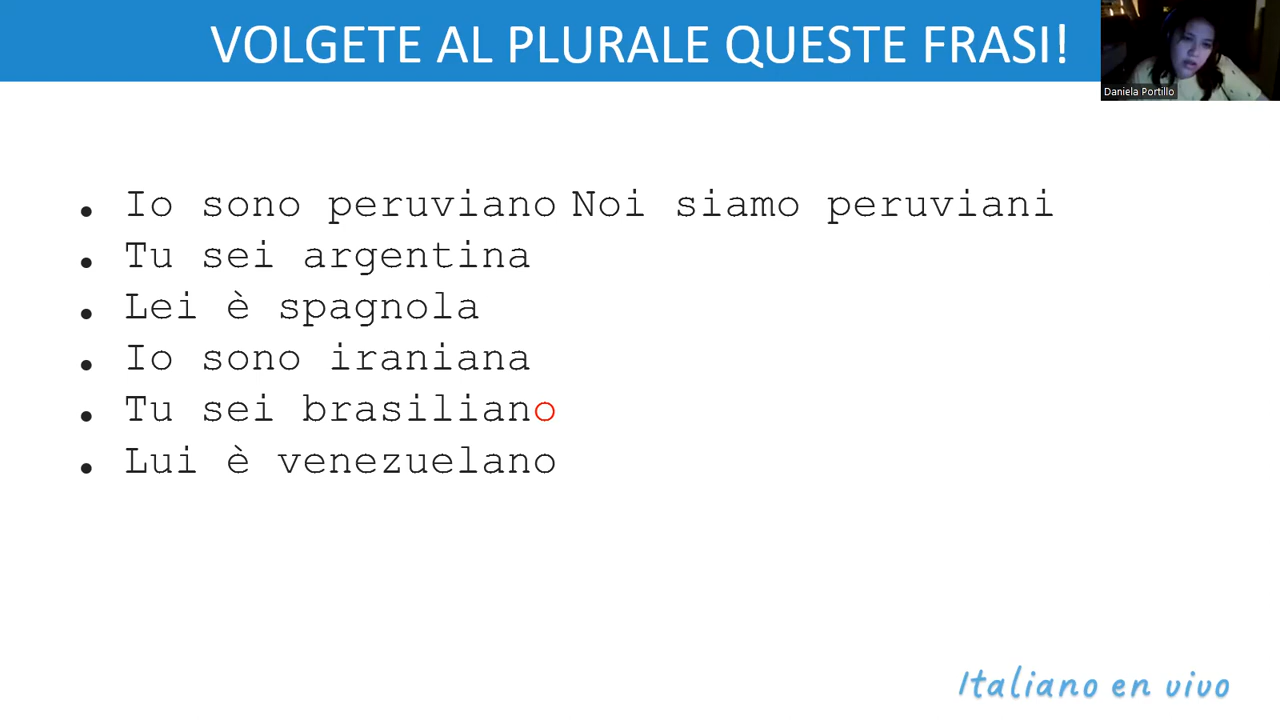 VOLGETE AL PLURALE QUESTE FRASI!
Daniela Portillo
• Io sono peruviano Noi siamo peruviani
• Tu sei argentina
• Lei è spagnola
• Io sono iraniana
• Tu sei brasiliano
• Lui è venezuelano
Italiano en vivo